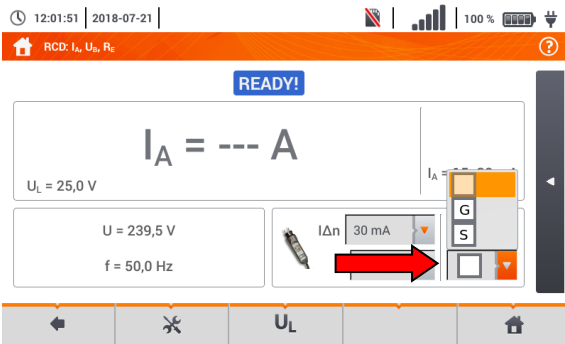 12:01:51 2018-07-21 100 %
RCD: IA, UB, RE ?
READY!
IA = --- A
UL = 25,0 V
IA =
G
S
U = 239,5 V
f = 50,0 Hz
IΔn 30 mA
UL